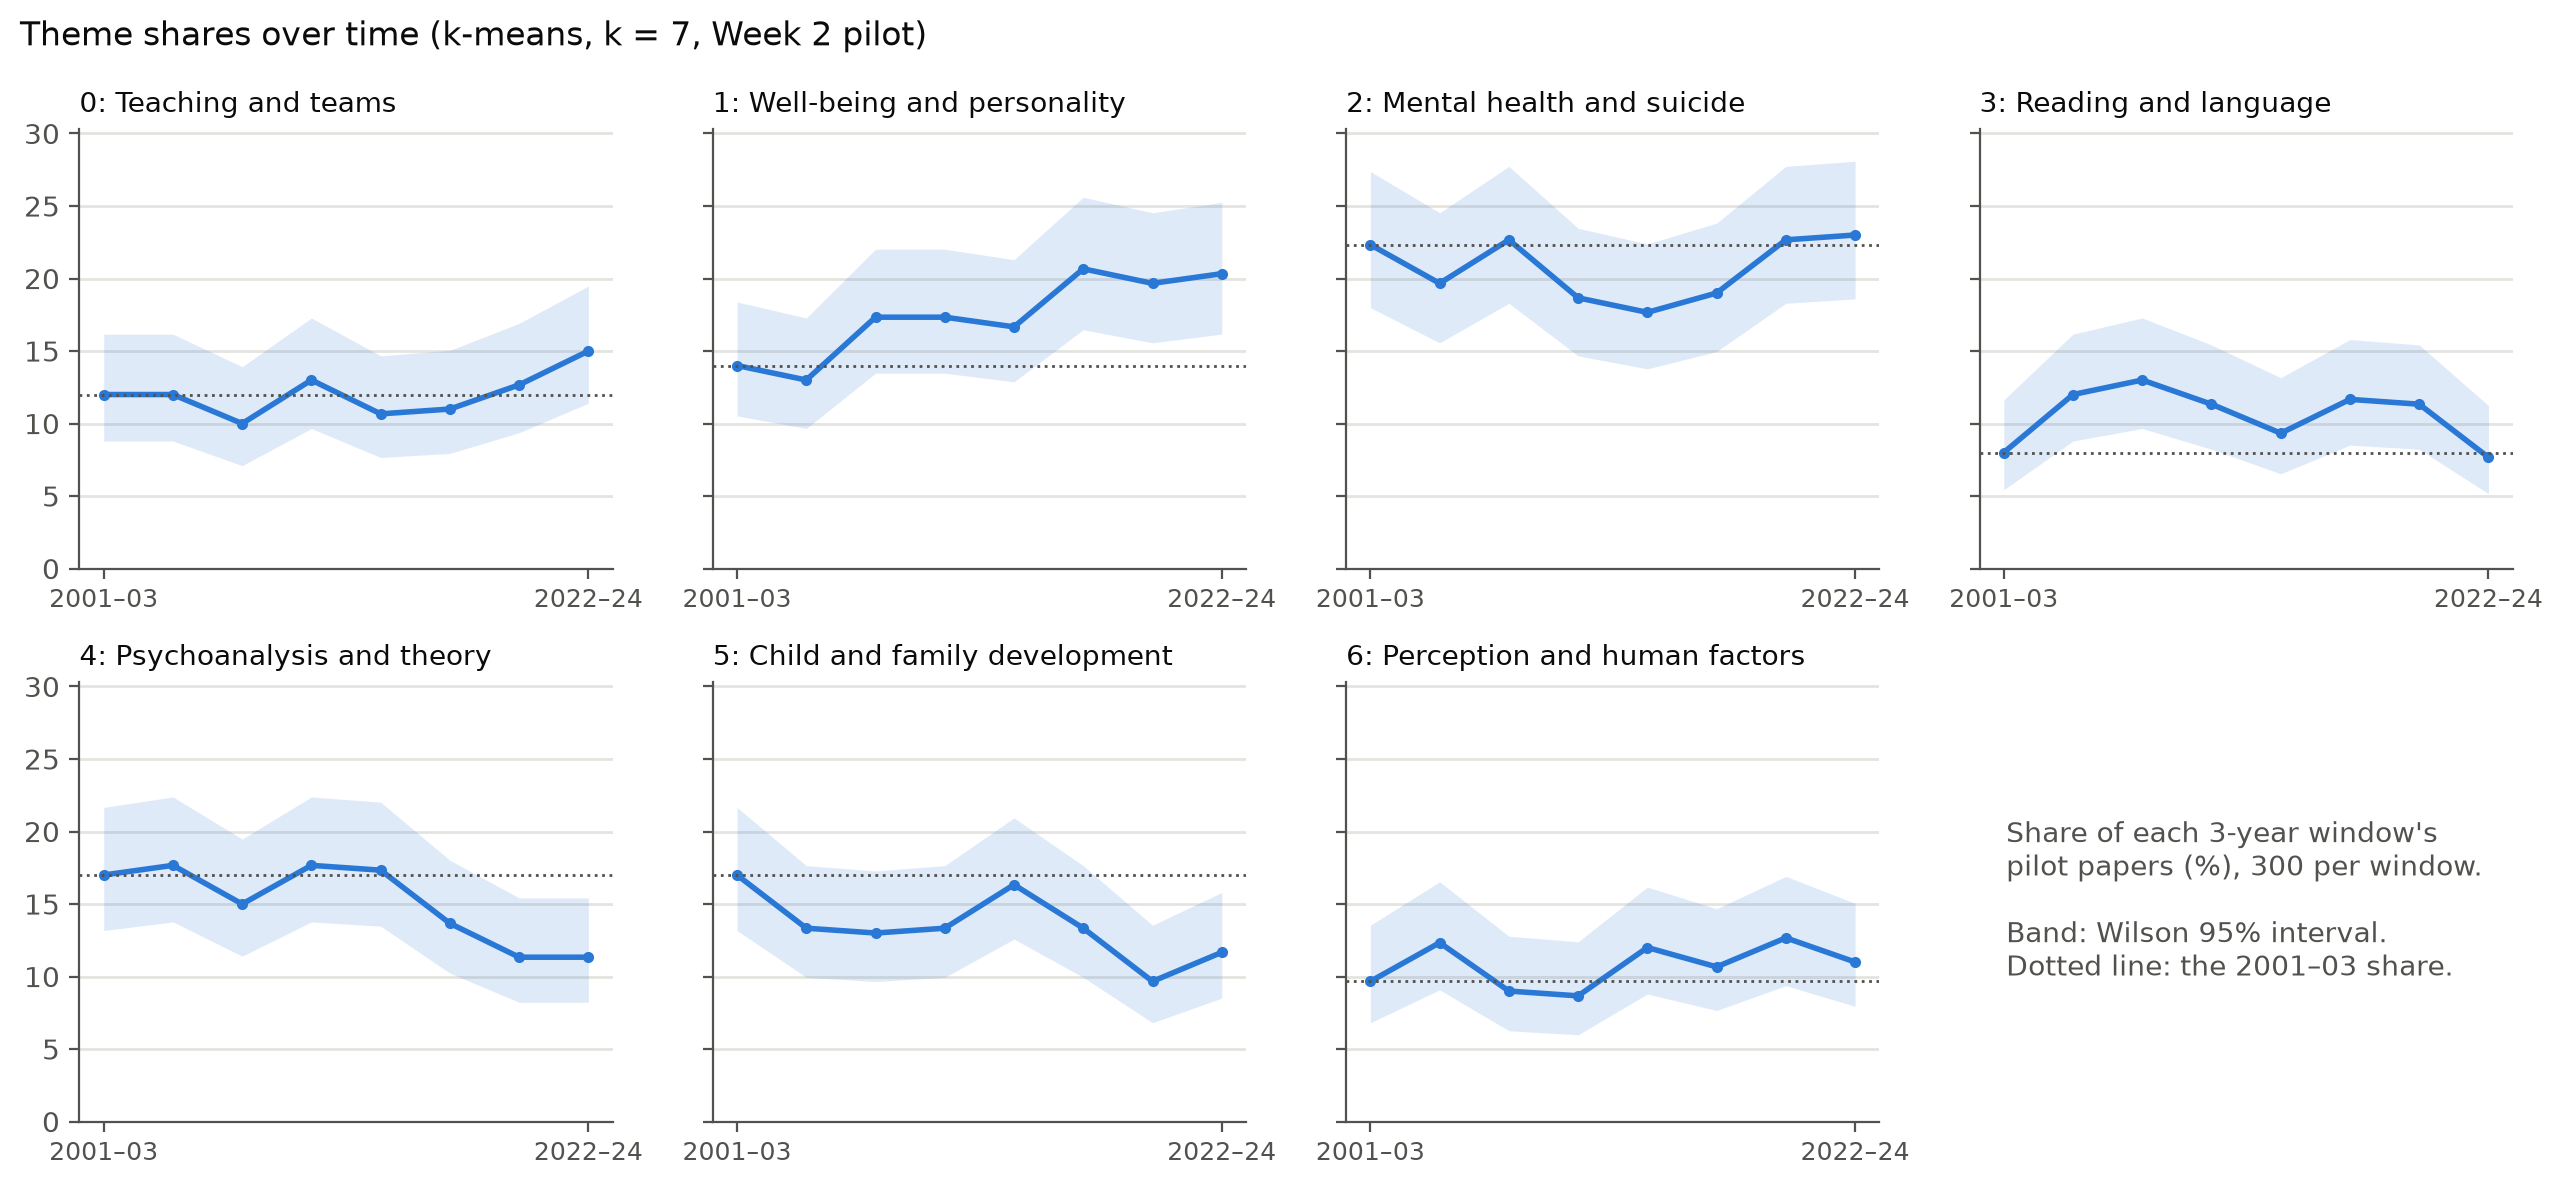 Theme shares over time (k-means, k = 7, Week 2 pilot)
0: Teaching and teams
1: Well-being and personality
2: Mental health and suicide
3: Reading and language
30
25
20
15
10
5
0
2001–03
2022–24
2001–03
2022–24
2001–03
2022–24
2001–03
2022–24
4: Psychoanalysis and theory
5: Child and family development
6: Perception and human factors
30
25
20
15
10
5
0
2001–03
2022–24
2001–03
2022–24
2001–03
2022–24
Share of each 3-year window's
pilot papers (%), 300 per window.
Band: Wilson 95% interval.
Dotted line: the 2001–03 share.